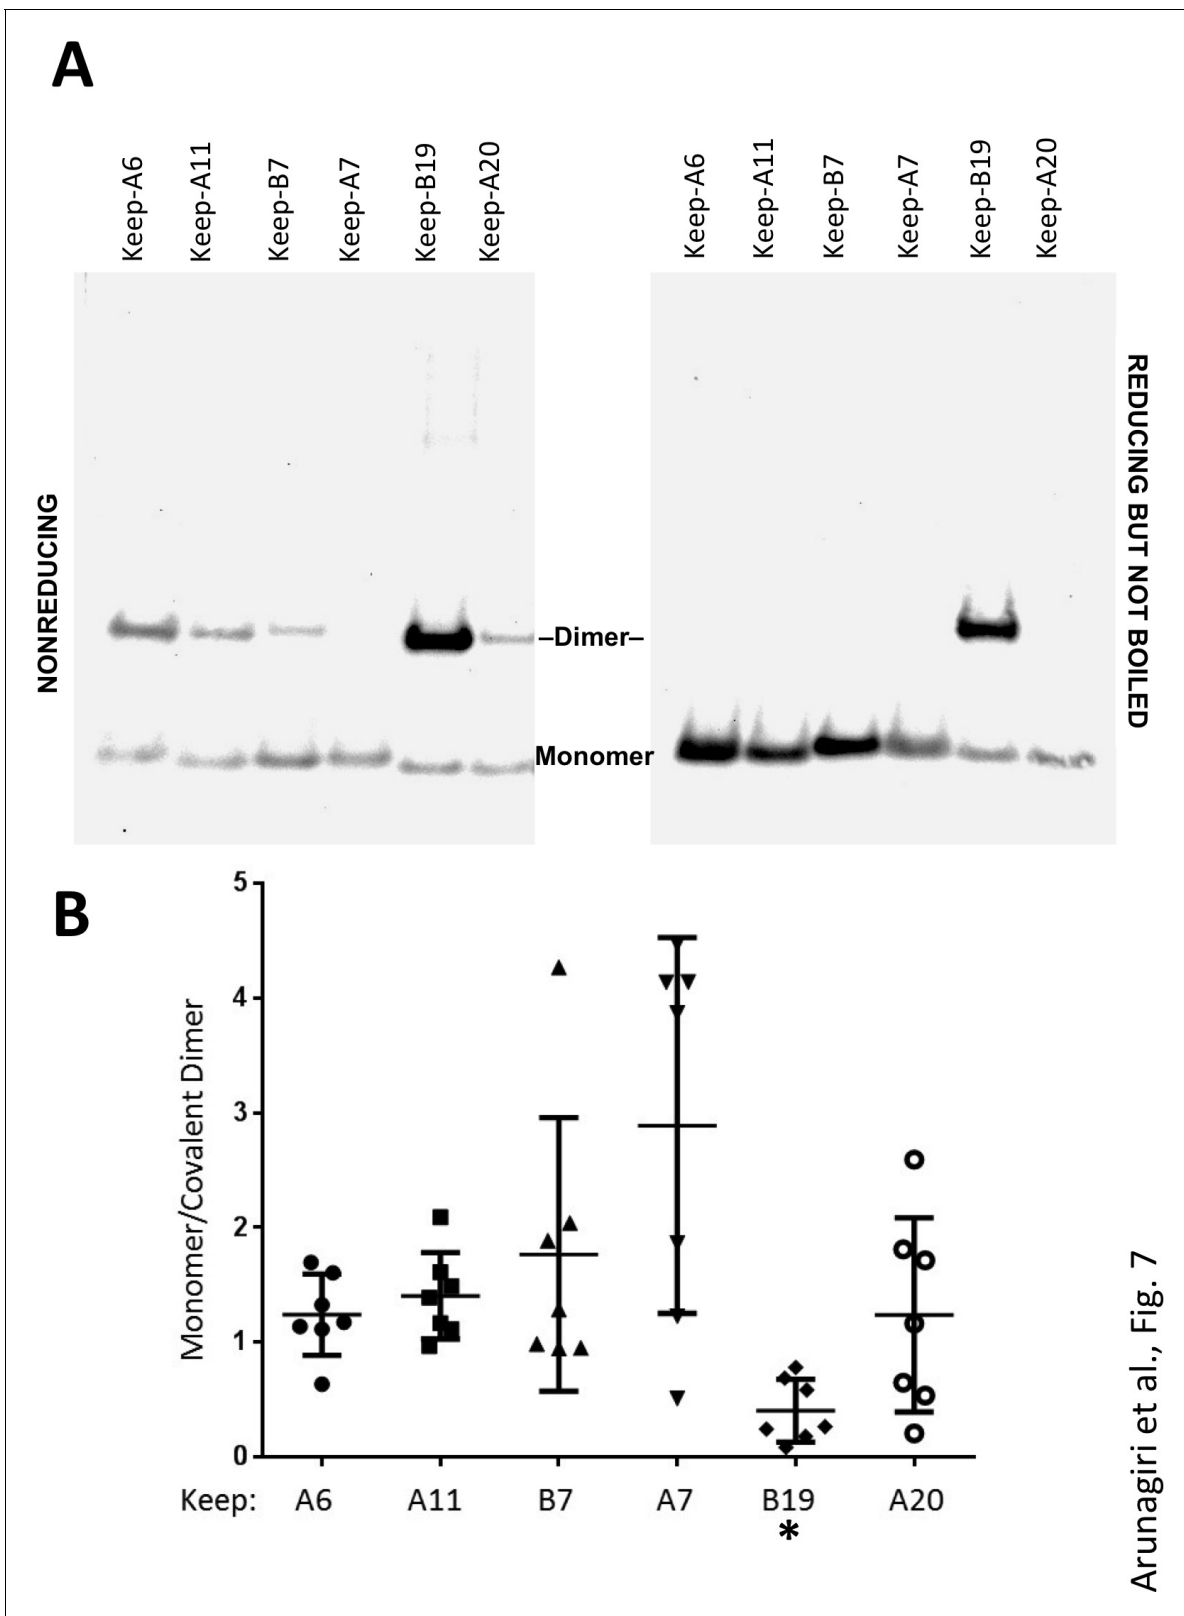 A
Keep-A6
Keep-A11
Keep-B7
Keep-A7
Keep-B19
Keep-A20
Keep-A6
Keep-A11
Keep-B7
Keep-A7
Keep-B19
Keep-A20
NONREDUCING
–Dimer–
Monomer
REDUCING BUT NOT BOILED
B
Monomer/Covalent Dimer
5
4
3
2
1
0
Keep: A6 A11 B7 A7 B19 A20
*
Arunagiri et al., Fig. 7